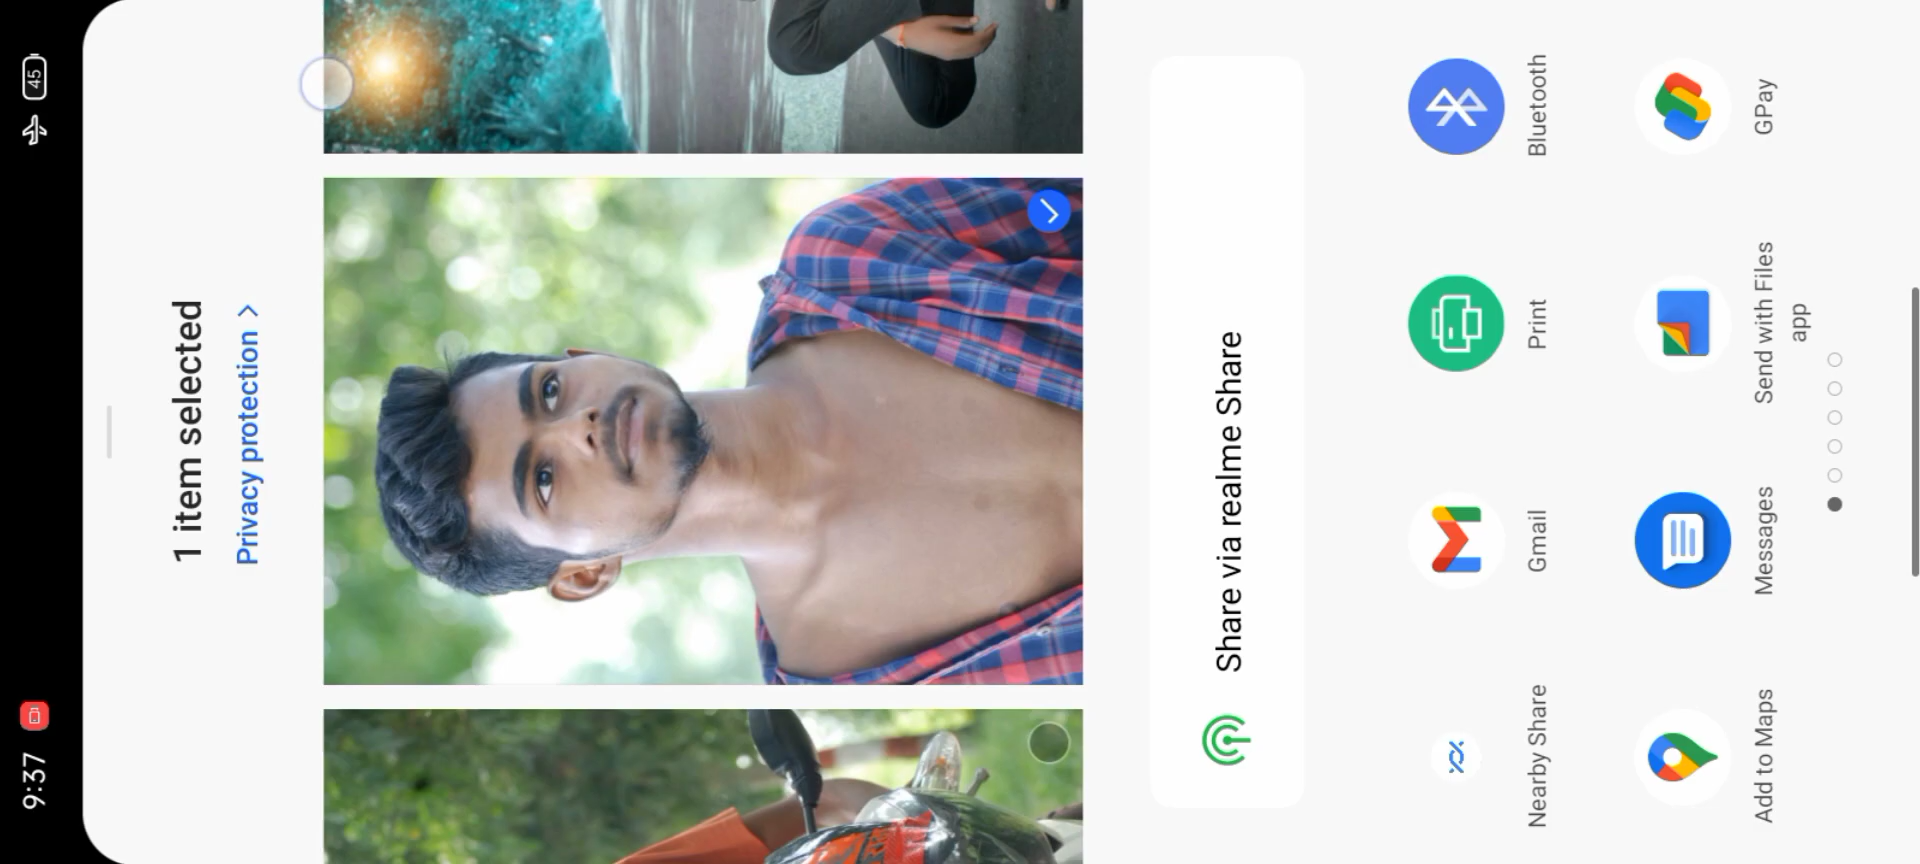 9:37
45
1 item selected
Privacy protection >
Share via realme Share
Nearby Share
Gmail
Print
Bluetooth
Add to Maps
Messages
Send with Files
app
GPay